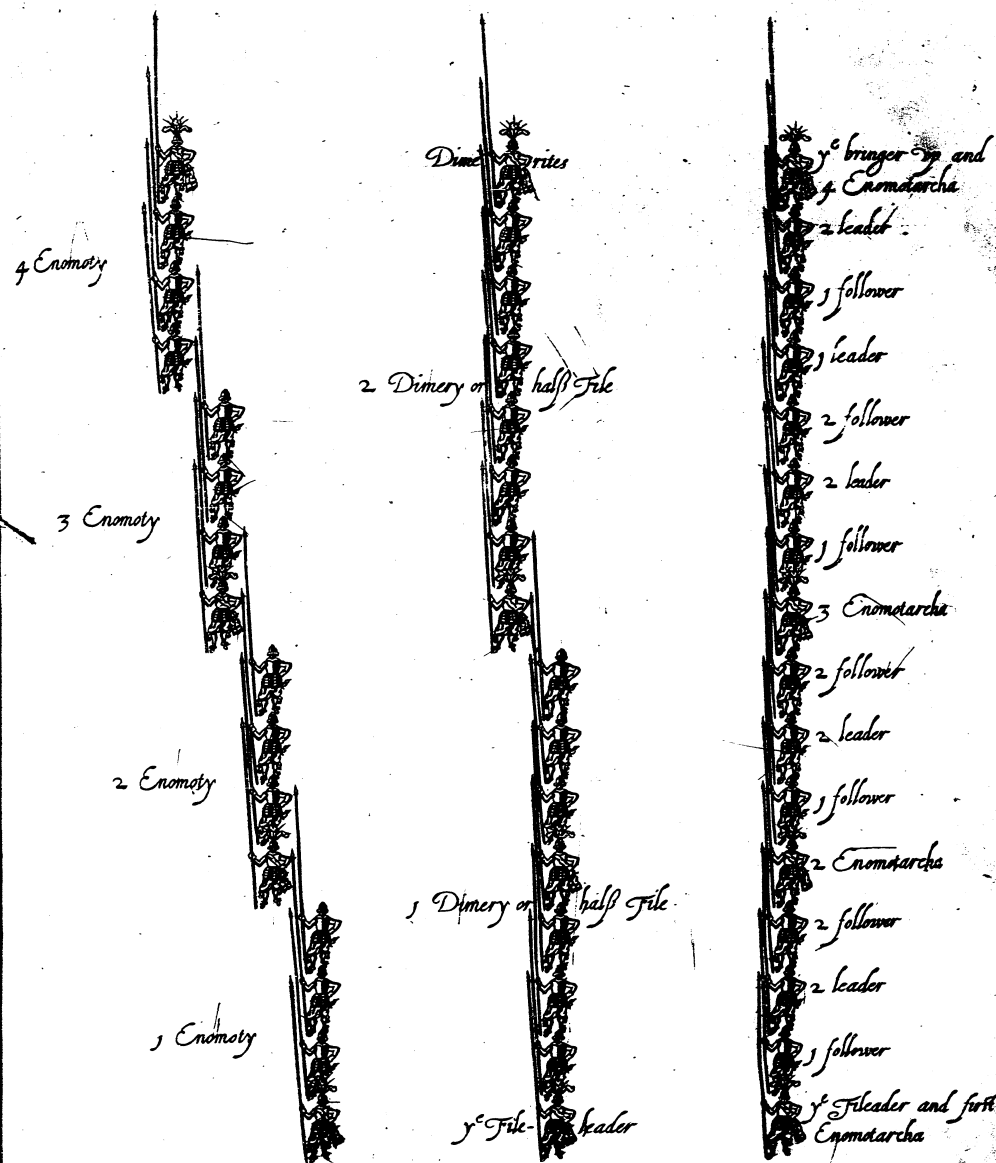 4 Enomoty
3 Enomoty
2 Enomoty
1 Enomoty
Dime rites
2 Dimery or halfe File
1 Dimery or halfe File
yᵉ File-leader
yᵉ bringer vp and
4 Enomotarcha
2 leader
1 follower
1 leader
2 follower
2 leader
1 follower
3 Enomotarcha
2 follower
2 leader
1 follower
2 Enomotarcha
2 follower
2 leader
1 follower
yᵉ Fileader and first
Enomotarcha